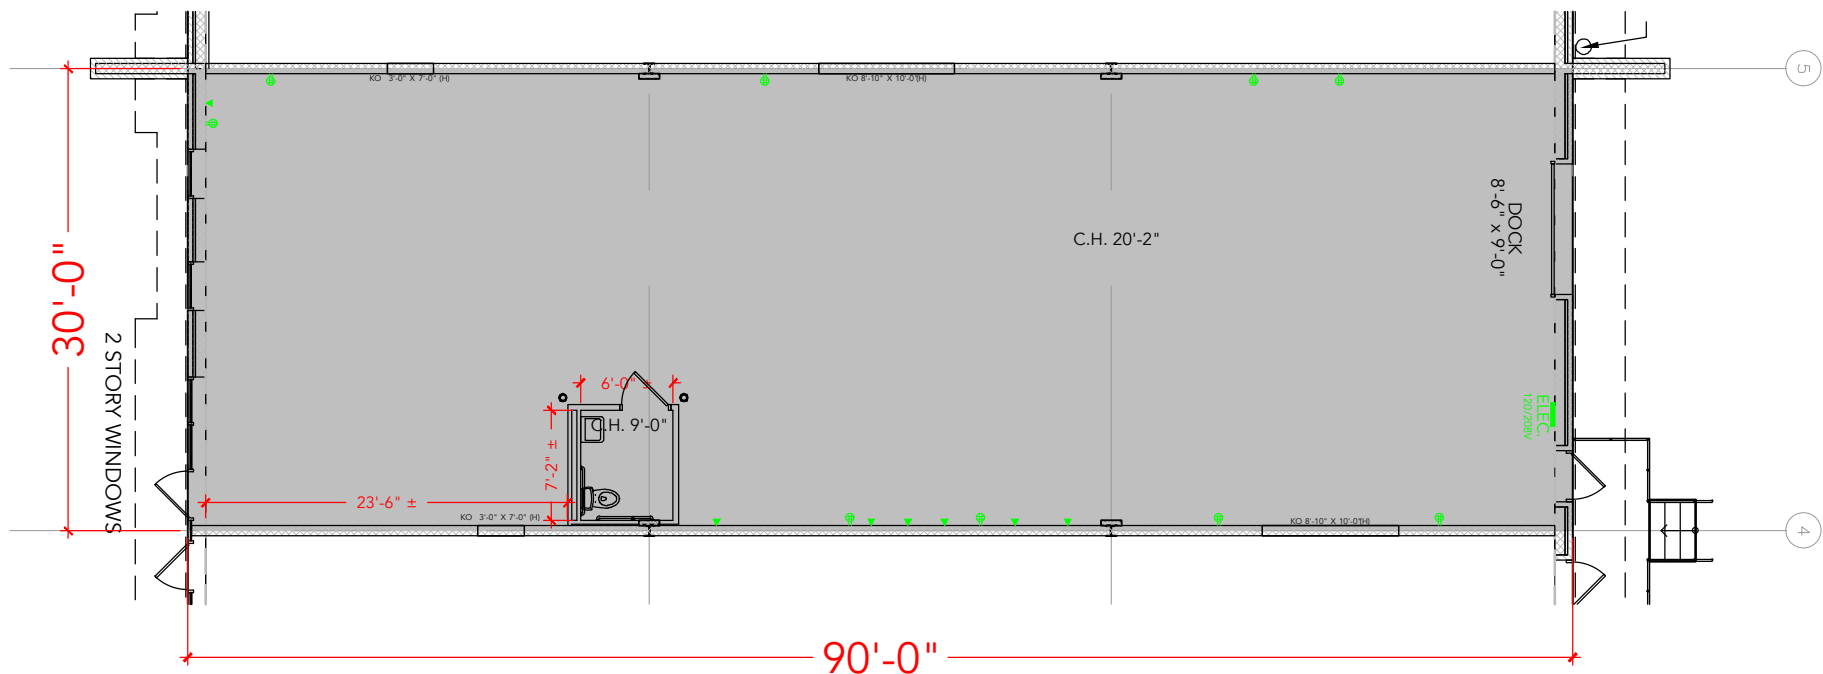 KO 3'-0" X 7'-0" (H)
KO 8'-10" X 10'-0"(H)
5
C.H. 20'-2"
DOCK
8'-6" x 9'-0"
30'-0"
2 STORY WINDOWS
6'-0" ±
C.H. 9'-0"
7'-2" ±
23'-6" ±
ELEC.
120/208V
KO 3'-0" X 7'-0" (H)
KO 8'-10" X 10'-0"(H)
4
90'-0"